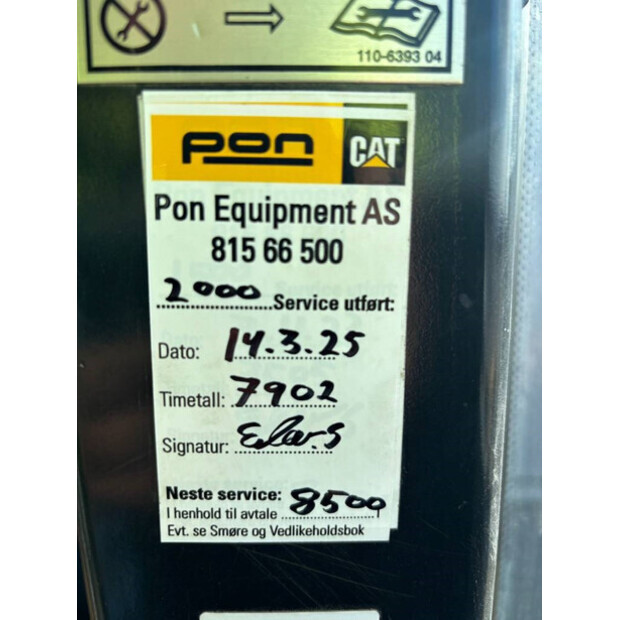 110-6393 04
pon CAT
Pon Equipment AS
815 66 500
2000 Service utført:
Dato: 14.3.25
Timetall: 7902
Signatur:
Neste service: 8500
I henhold til avtale
Evt. se Smøre og Vedlikeholdsbok